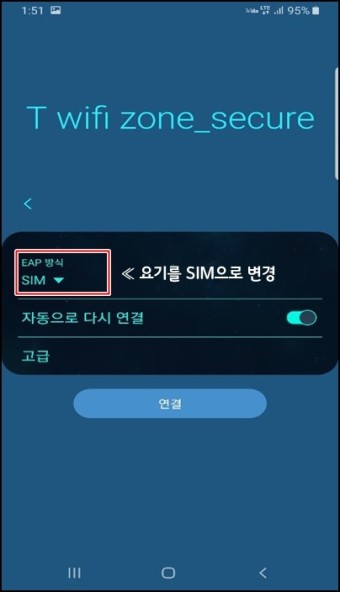 1:51
LTE 95%
T wifi zone_secure
EAP 방식
SIM
≪ 요기를 SIM으로 변경
자동으로 다시 연결
고급
연결